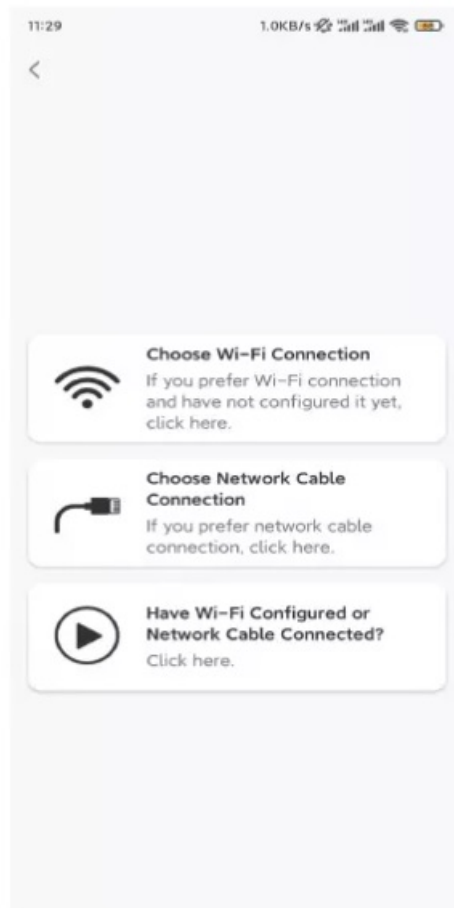 11:29
1.0KB/s
Choose Wi-Fi Connection
If you prefer Wi-Fi connection
and have not configured it yet,
click here.
Choose Network Cable
Connection
If you prefer network cable
connection, click here.
Have Wi-Fi Configured or
Network Cable Connected?
Click here.